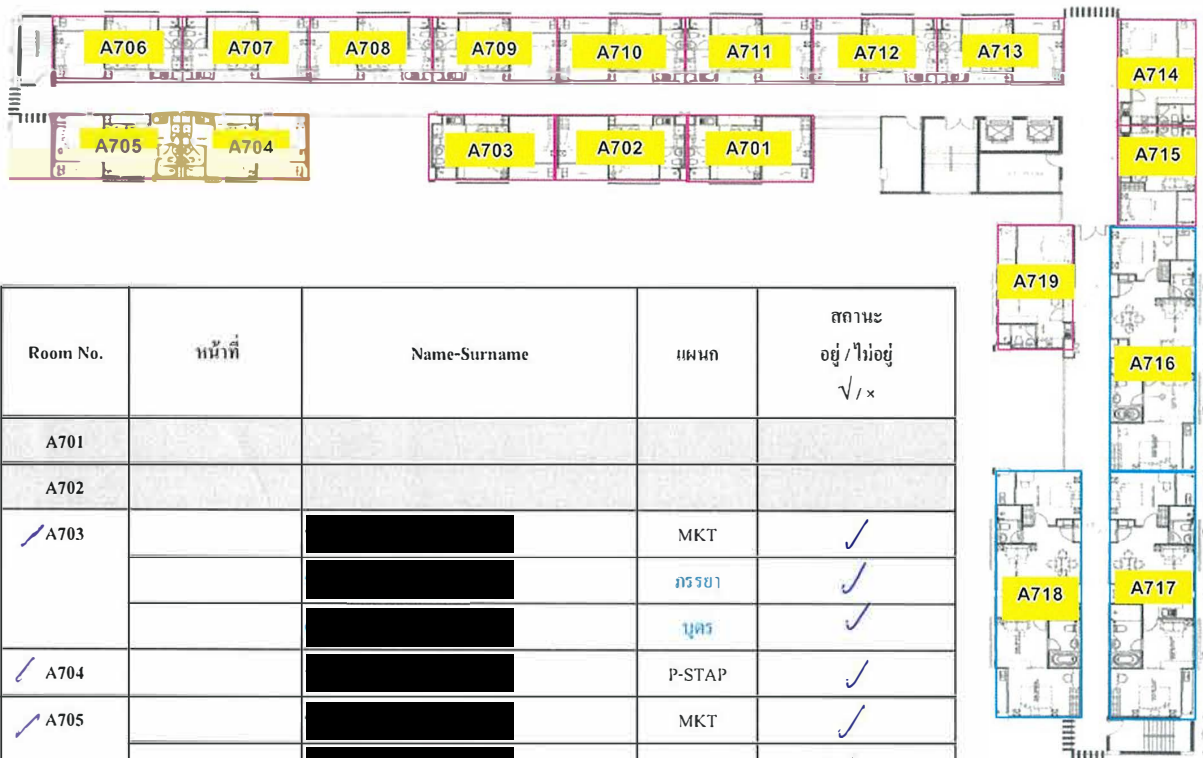 A706 A707 A708 A709 A710 A711 A712 A713
A714
A705 A704 A703 A702 A701
A715
A719
A716
A718 A717
Room No. หน้าที่ Name-Surname แผนก สถานะ
อยู่ / ไม่อยู่
√ / ×
A701
A702
A703 MKT ✓
ภรรยา ✓
บุตร ✓
A704 P-STAP ✓
A705 MKT ✓